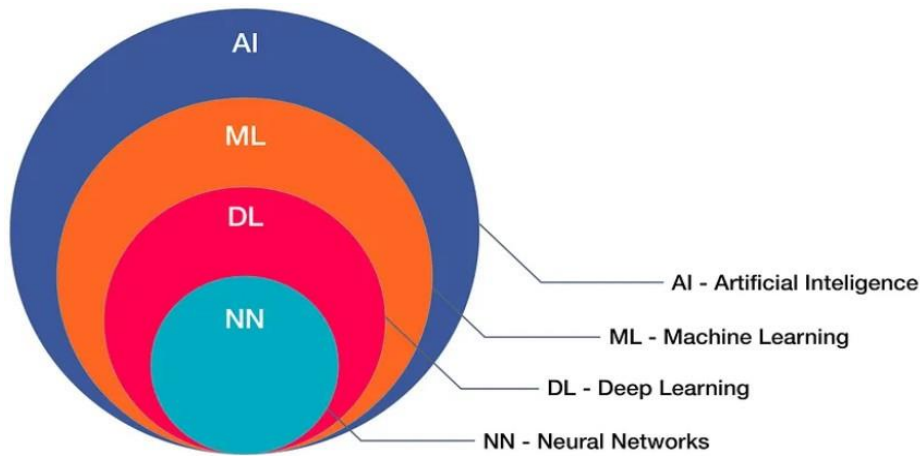 AI
ML
DL
NN
AI - Artificial Inteligence
ML - Machine Learning
DL - Deep Learning
NN - Neural Networks